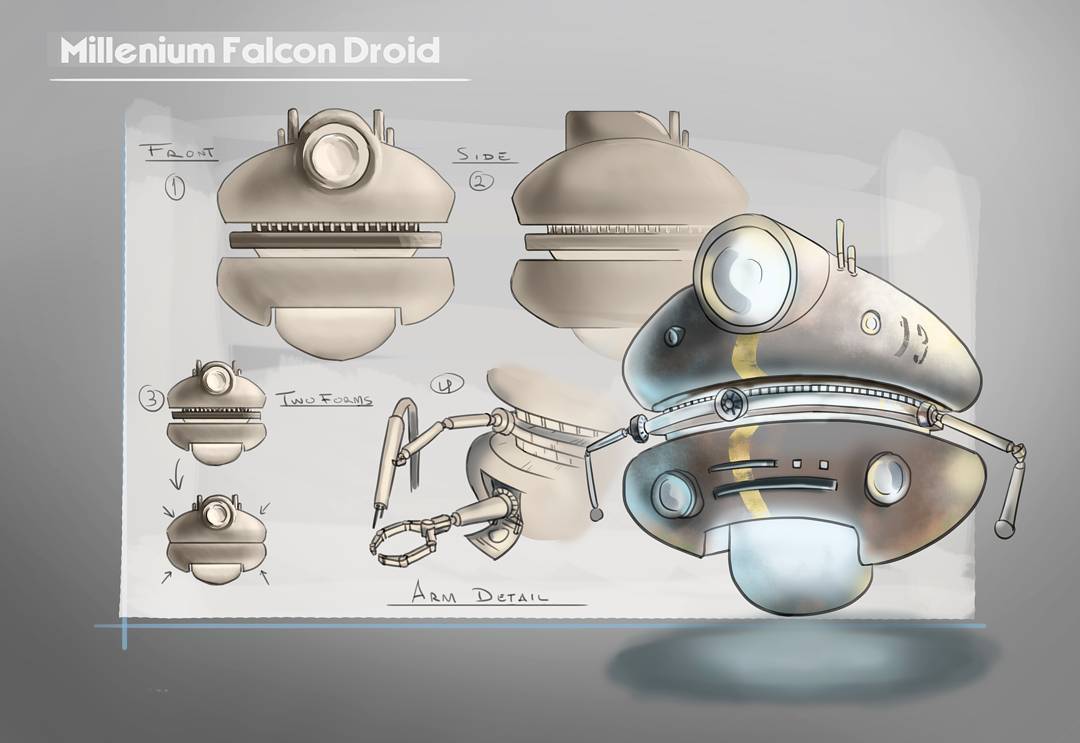 Millenium Falcon Droid
Front
1
Side
2
13
3
Two Forms
4
Arm Detail